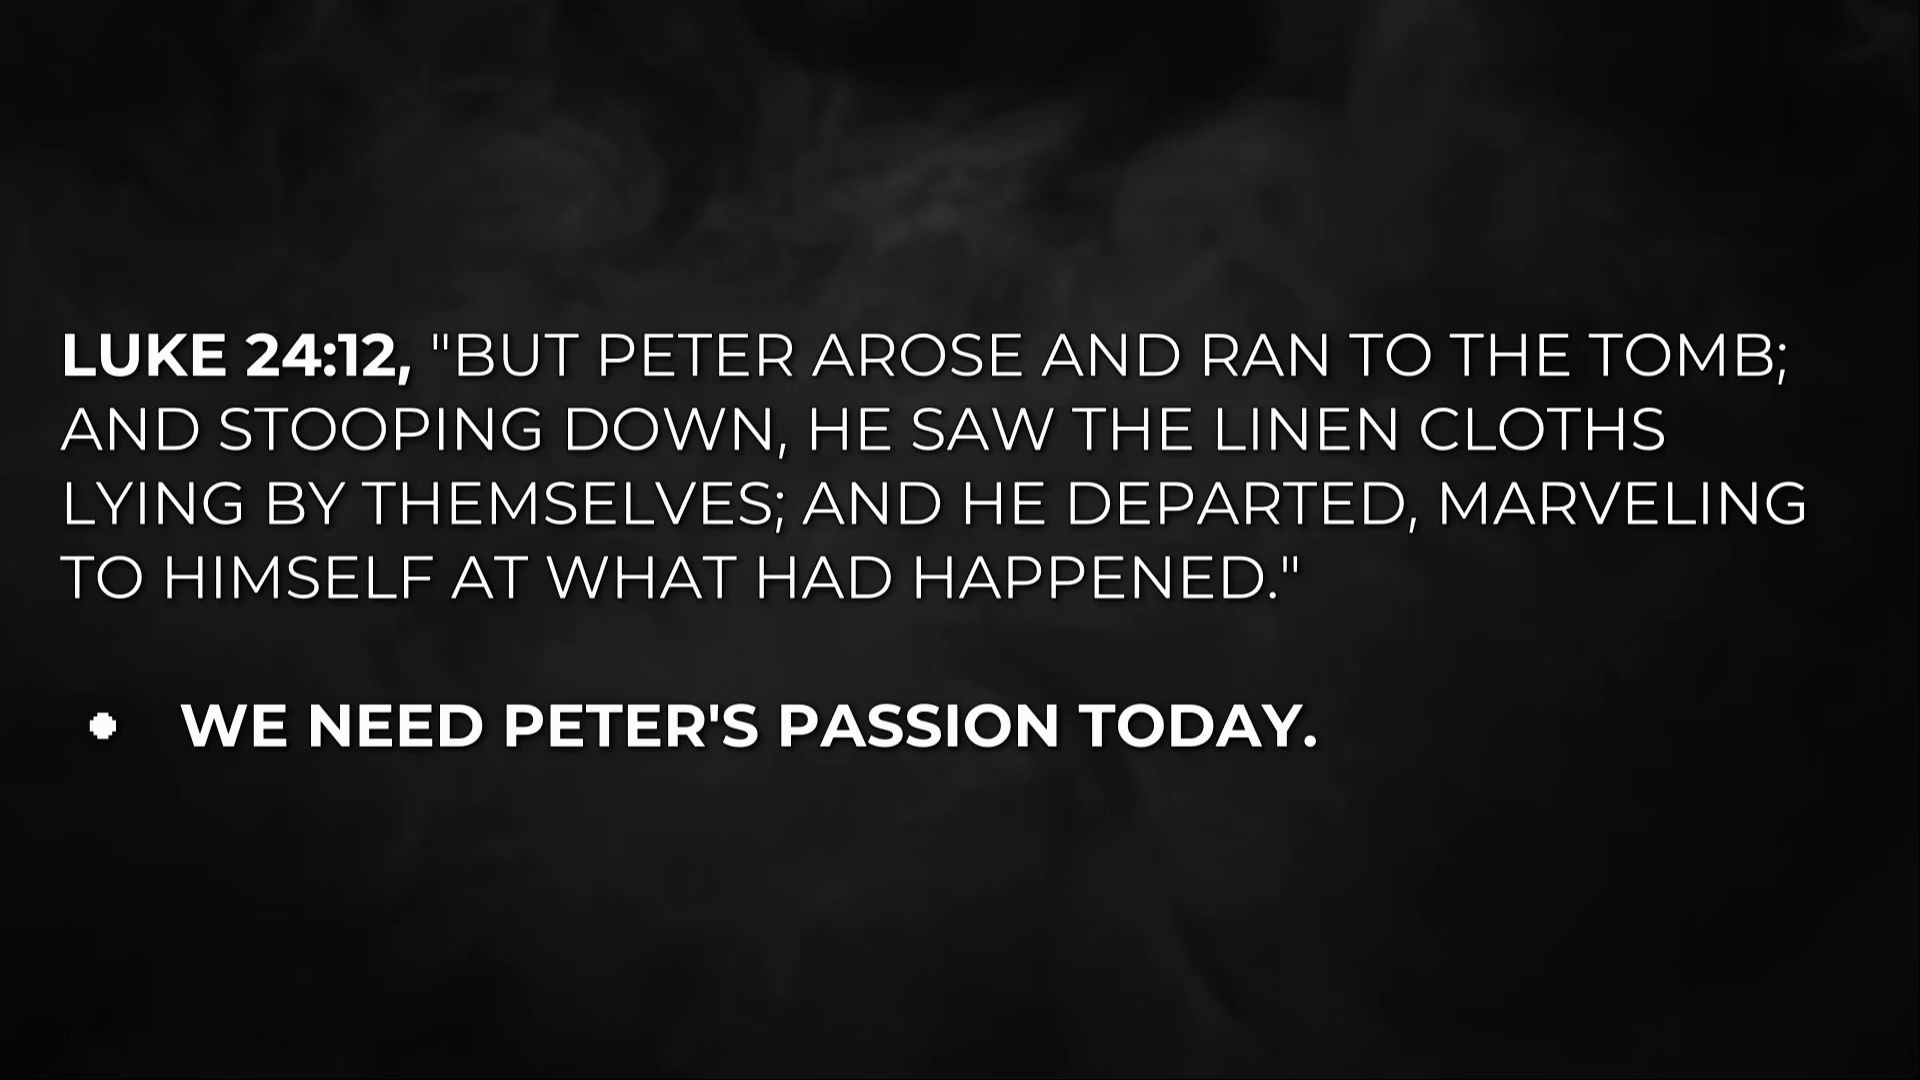 LUKE 24:12, "BUT PETER AROSE AND RAN TO THE TOMB;
AND STOOPING DOWN, HE SAW THE LINEN CLOTHS
LYING BY THEMSELVES; AND HE DEPARTED, MARVELING
TO HIMSELF AT WHAT HAD HAPPENED."
• WE NEED PETER'S PASSION TODAY.